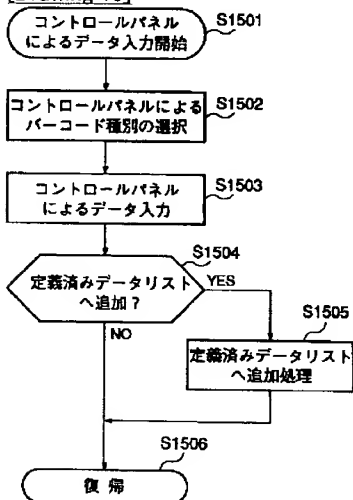 コントロールパネル
によるデータ入力開始
S1501
コントロールパネルによる
バーコード種別の選択
S1502
コントロールパネル
によるデータ入力
S1503
S1504
定義済みデータリスト
へ追加？
YES
NO
S1505
定義済みデータリスト
へ追加処理
S1506
復帰